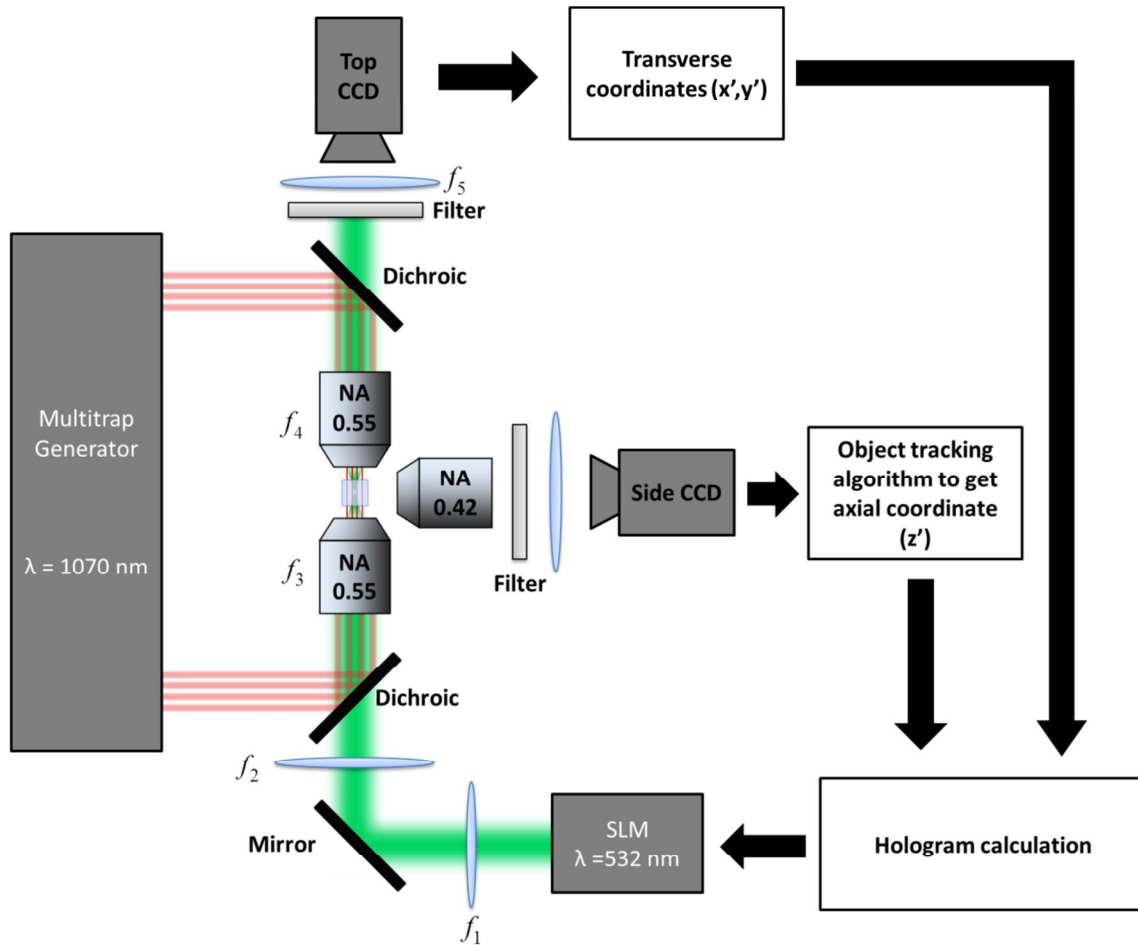 Top
CCD
Transverse
coordinates (x’,y’)
f5
Filter
Dichroic
Multitrap
Generator
λ = 1070 nm
NA
0.55
f4
NA
0.42
Side CCD
Object tracking
algorithm to get
axial coordinate
(z’)
f3
NA
0.55
Filter
Dichroic
f2
Mirror
SLM
λ =532 nm
Hologram calculation
f1